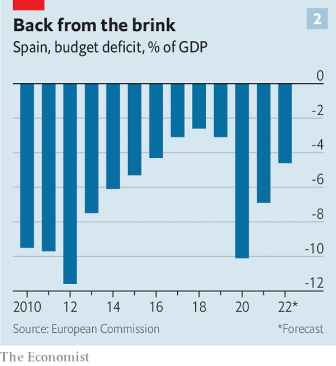 Back from the brink
2
Spain, budget deficit, % of GDP
0
-2
-4
-6
-8
-10
-12
2010 12 14 16 18 20 22*
Source: European Commission *Forecast
The Economist